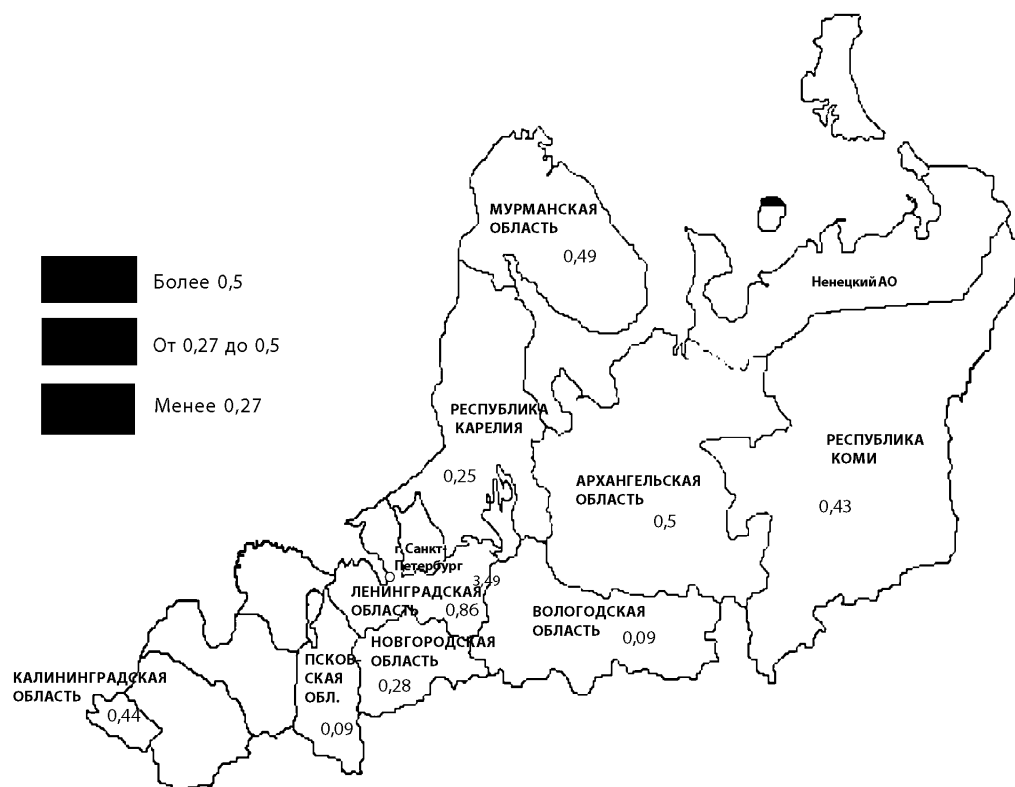 МУРМАНСКАЯ
ОБЛАСТЬ
0,49
Более 0,5
От 0,27 до 0,5
Менее 0,27
Ненецкий АО
РЕСПУБЛИКА
КАРЕЛИЯ
0,25
АРХАНГЕЛЬСКАЯ
ОБЛАСТЬ
0,5
РЕСПУБЛИКА
КОМИ
0,43
г. Санкт-
Петербург
3,49
ЛЕНИНГРАДСКАЯ
ОБЛАСТЬ
0,86
ВОЛОГОДСКАЯ
ОБЛАСТЬ
0,09
НОВГОРОДСКАЯ
ОБЛАСТЬ
0,28
ПСКОВ-
СКАЯ
ОБЛ.
0,09
КАЛИНИНГРАДСКАЯ
ОБЛАСТЬ
0,44